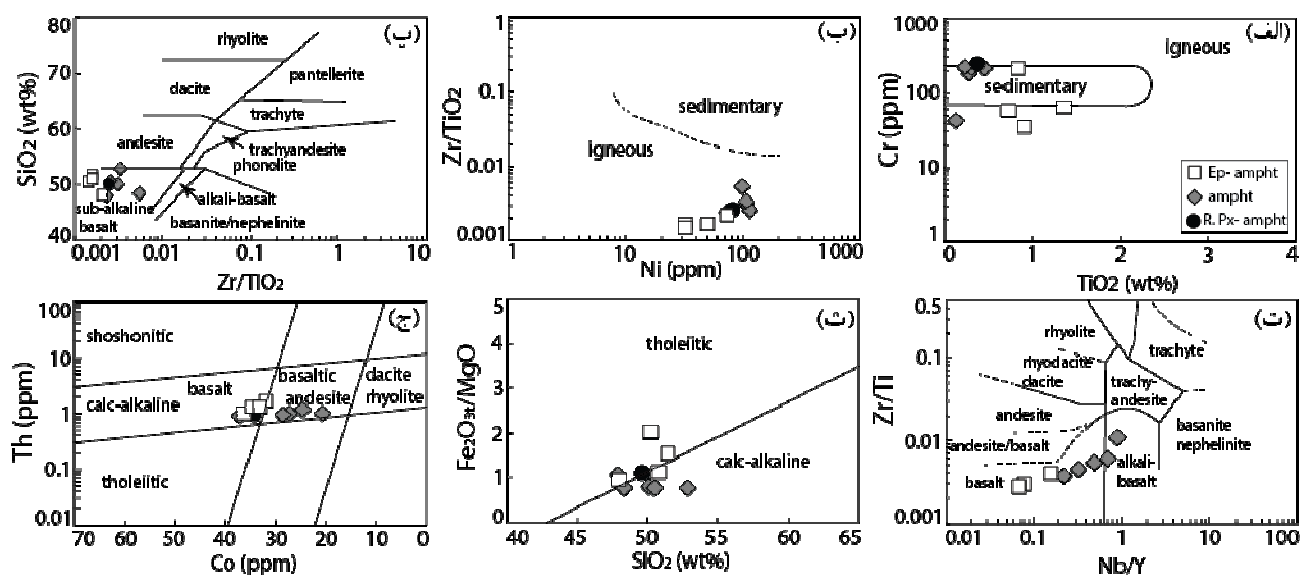 80
70
60
50
40
SiO2 (wt%)
(پ)
rhyolite
pantellerite
dacite
trachyte
andesite
trachyandesite
phonolite
alkali-basalt
sub-alkaline
basalt
basanite/nephelinite
0.001 0.01 0.1 1 10
Zr/TiO2
1
0.1
0.01
0.001
Zr/TiO2
(ب)
sedimentary
igneous
1 10 100 1000
Ni (ppm)
1000
100
10
1
Cr (ppm)
(الف)
igneous
sedimentary
Ep- ampht
ampht
R. Px- ampht
0 1 2 3 4
TiO2 (wt%)
100
10
1
0.1
0.01
Th (ppm)
(ج)
shoshonitic
basalt
basaltic
andesite
dacite
rhyolite
calc-alkaline
tholeiitic
70 60 50 40 30 20 10 0
Co (ppm)
5
4
3
2
1
0
Fe2O3t/MgO
(ث)
tholeiitic
calc-alkaline
40 45 50 55 60 65
SiO2 (wt%)
0.5
0.1
0.01
0.001
Zr/Ti
(ت)
rhyolite
rhyodacite
dacite
trachyte
trachy-
andesite
andesite
andesite/basalt
basanite
nephelinite
basalt
alkali-
basalt
0.01 0.1 1 10 100
Nb/Y